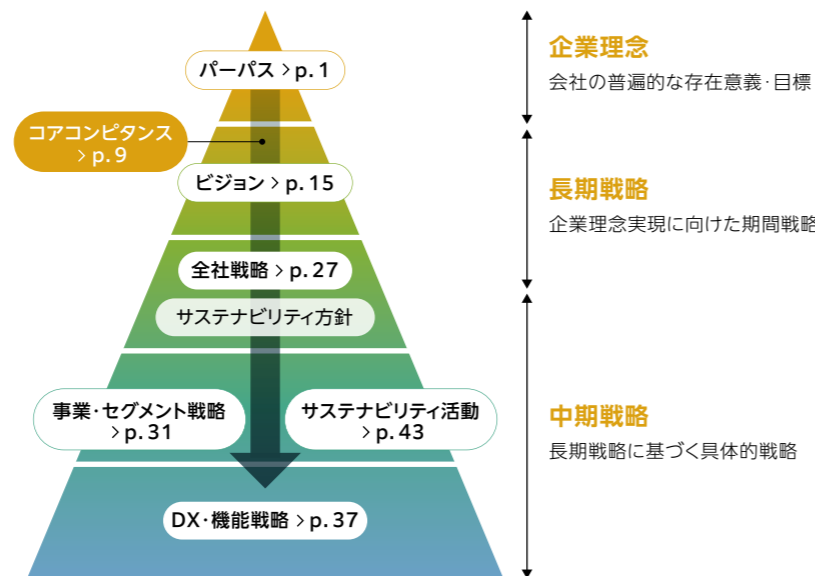 パーパス > p. 1
コアコンピタンス
> p. 9
ビジョン > p. 15
全社戦略 > p. 27
サステナビリティ方針
事業・セグメント戦略
> p. 31
サステナビリティ活動
> p. 43
DX・機能戦略 > p. 37
企業理念
会社の普遍的な存在意義・目標
長期戦略
企業理念実現に向けた期間戦略
中期戦略
長期戦略に基づく具体的戦略